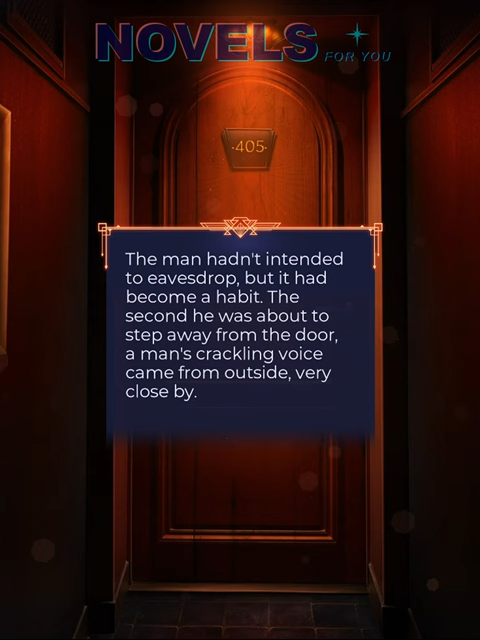 NOVELS
FOR YOU
·405·
The man hadn't intended
to eavesdrop, but it had
become a habit. The
second he was about to
step away from the door,
a man's crackling voice
came from outside, very
close by.